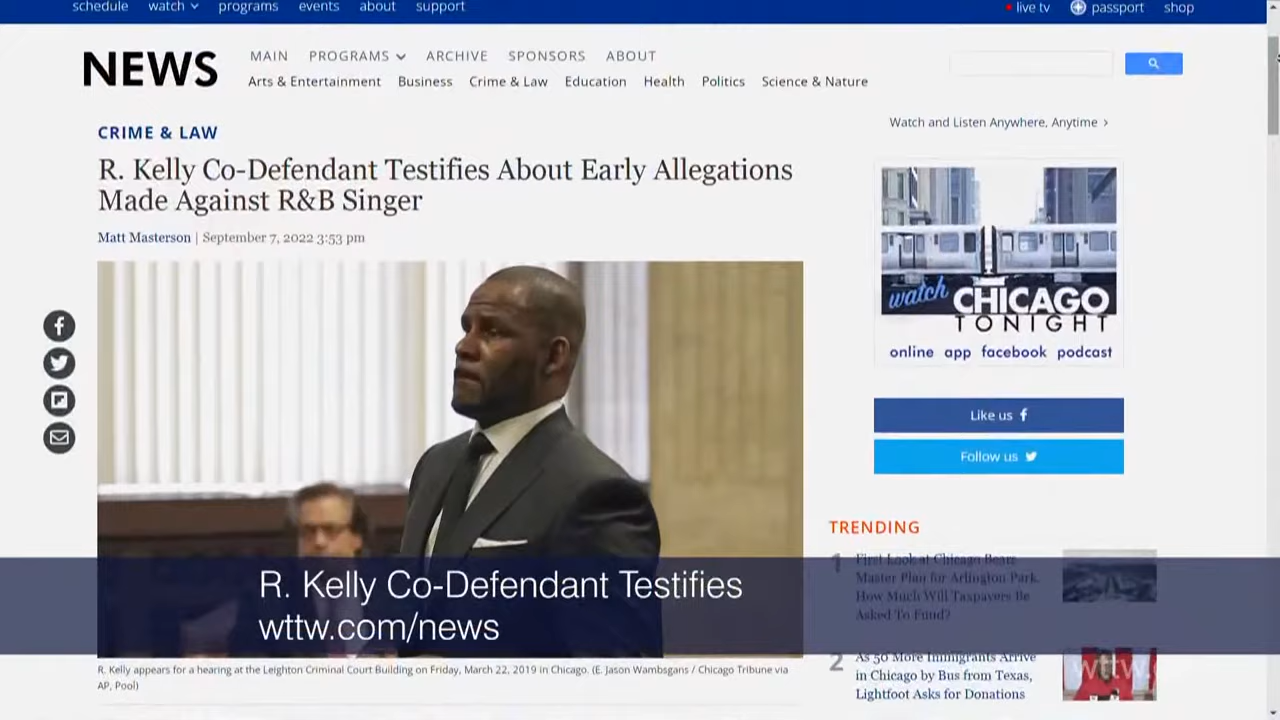 schedule watch programs events about support live tv passport shop
NEWS
MAIN PROGRAMS ARCHIVE SPONSORS ABOUT
Arts & Entertainment Business Crime & Law Education Health Politics Science & Nature
CRIME & LAW
R. Kelly Co-Defendant Testifies About Early Allegations
Made Against R&B Singer
Matt Masterson | September 7, 2022 3:53 pm
Watch and Listen Anywhere, Anytime >
watch CHICAGO
TONIGHT
online app facebook podcast
Like us
Follow us
TRENDING
1 First Look at Chicago Bears
Master Plan for Arlington Park.
How Much Will Taxpayers Be
Asked To Fund?
2 As 50 More Immigrants Arrive
in Chicago by Bus from Texas,
Lightfoot Asks for Donations
R. Kelly Co-Defendant Testifies
wttw.com/news
R. Kelly appears for a hearing at the Leighton Criminal Court Building on Friday, March 22, 2019 in Chicago. (E. Jason Wambsgans / Chicago Tribune via
AP, Pool)